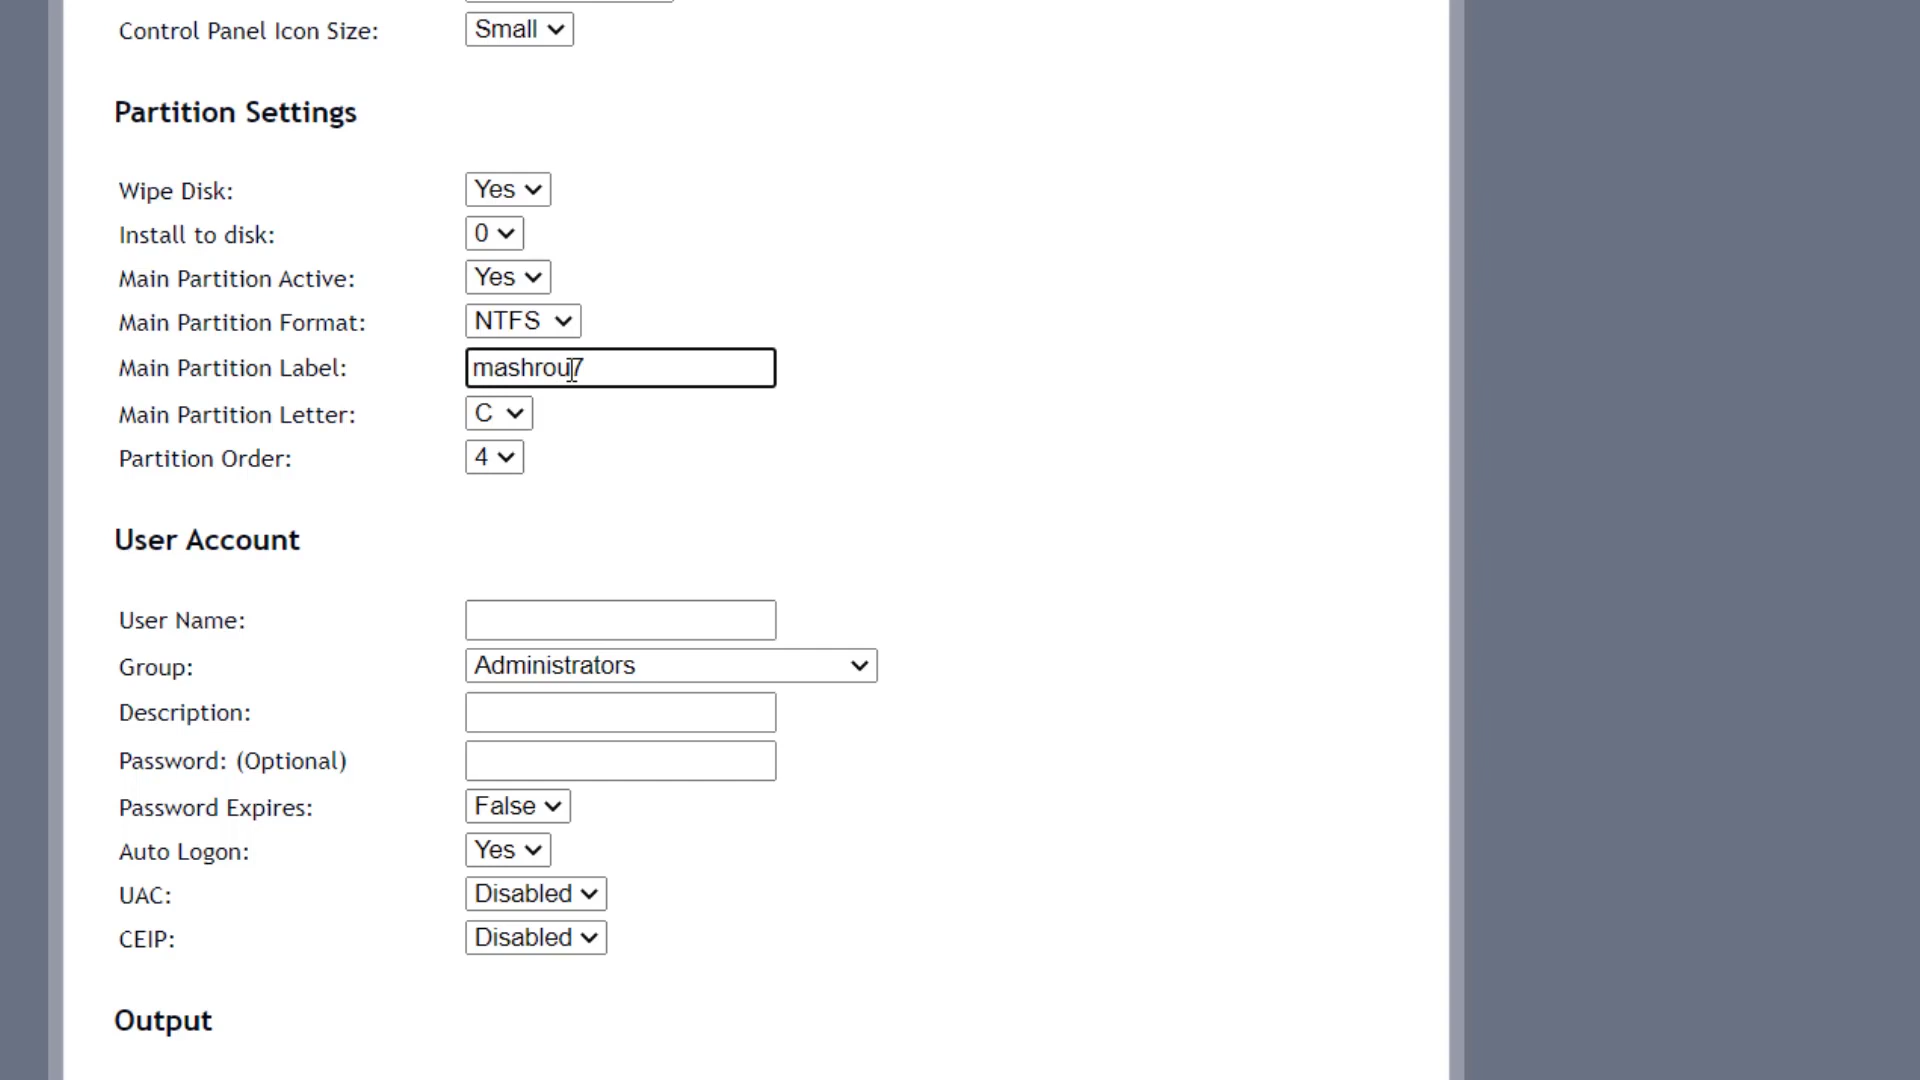 Control Panel Icon Size: Small
Partition Settings
Wipe Disk: Yes
Install to disk: 0
Main Partition Active: Yes
Main Partition Format: NTFS
Main Partition Label: mashrou7
Main Partition Letter: C
Partition Order: 4
User Account
User Name:
Group: Administrators
Description:
Password: (Optional)
Password Expires: False
Auto Logon: Yes
UAC: Disabled
CEIP: Disabled
Output